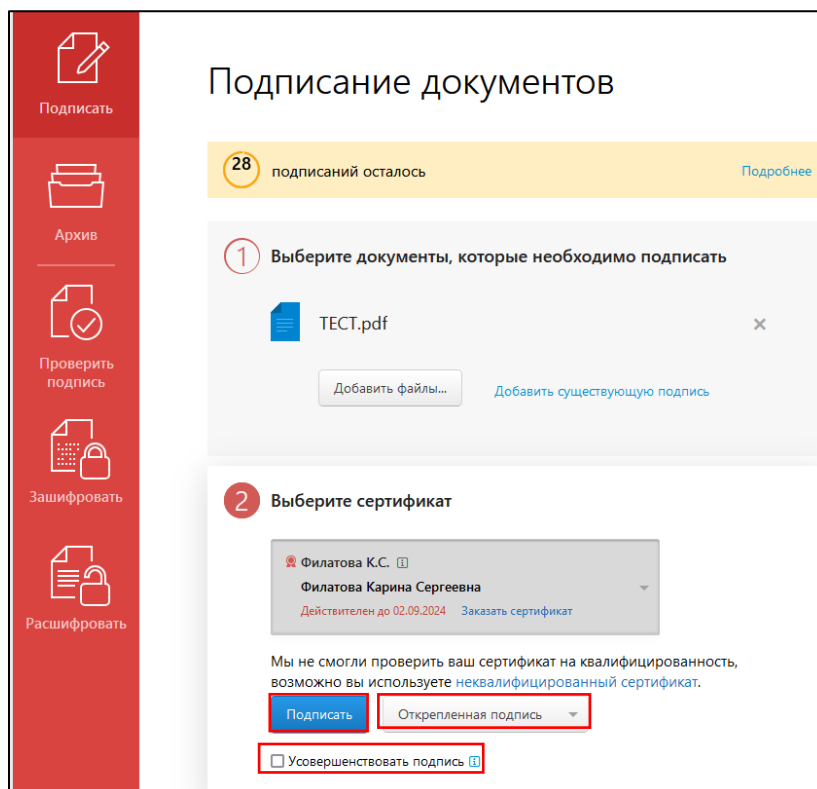 Подписать
Архив
Проверить
подпись
Зашифровать
Расшифровать
Подписание документов
28 подписаний осталось Подробнее
1 Выберите документы, которые необходимо подписать
ТЕСТ.pdf
Добавить файлы... Добавить существующую подпись
2 Выберите сертификат
Филатова К.С.
Филатова Карина Сергеевна
Действителен до 02.09.2024 Заказать сертификат
Мы не смогли проверить ваш сертификат на квалифицированность,
возможно вы используете неквалифицированный сертификат.
Подписать Открепленная подпись
Усовершенствовать подпись